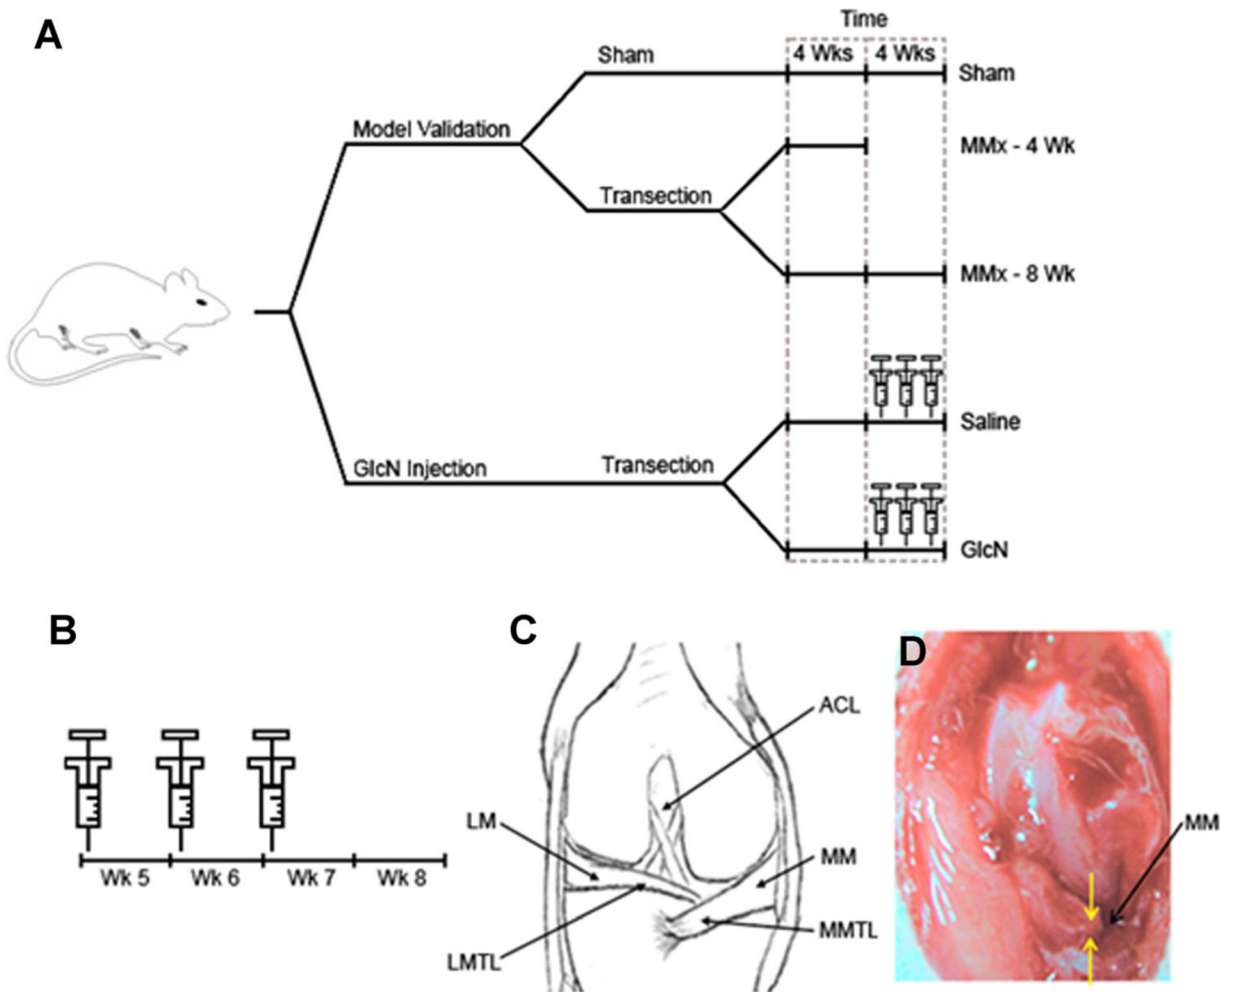 A
Time
4 Wks 4 Wks
Sham
Sham
Model Validation
MMx - 4 Wk
Transection
MMx - 8 Wk
Saline
GlcN Injection
Transection
GlcN
B
Wk 5 Wk 6 Wk 7 Wk 8
C
ACL
LM
MM
MMTL
LMTL
D
MM